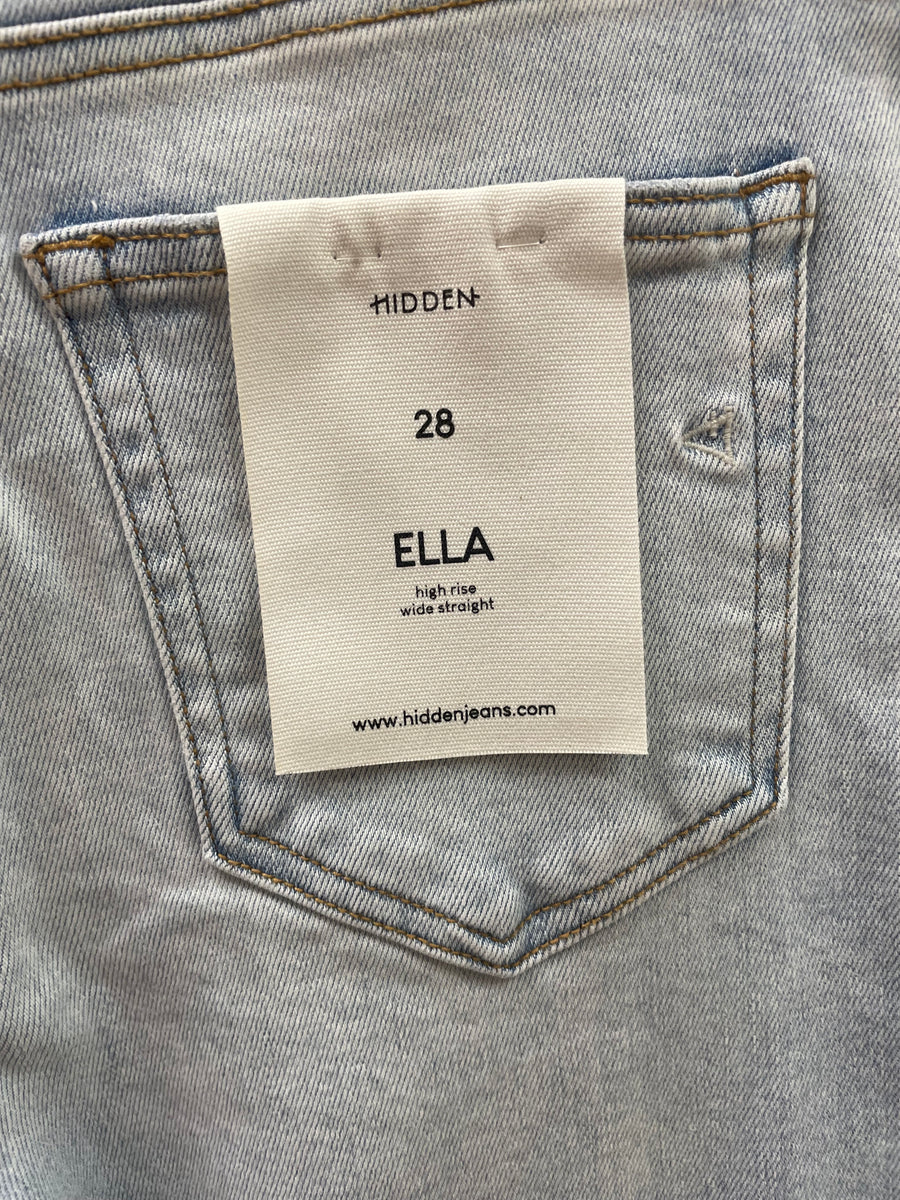 HIDDEN
28
ELLA
high rise
wide straight
www.hiddenjeans.com